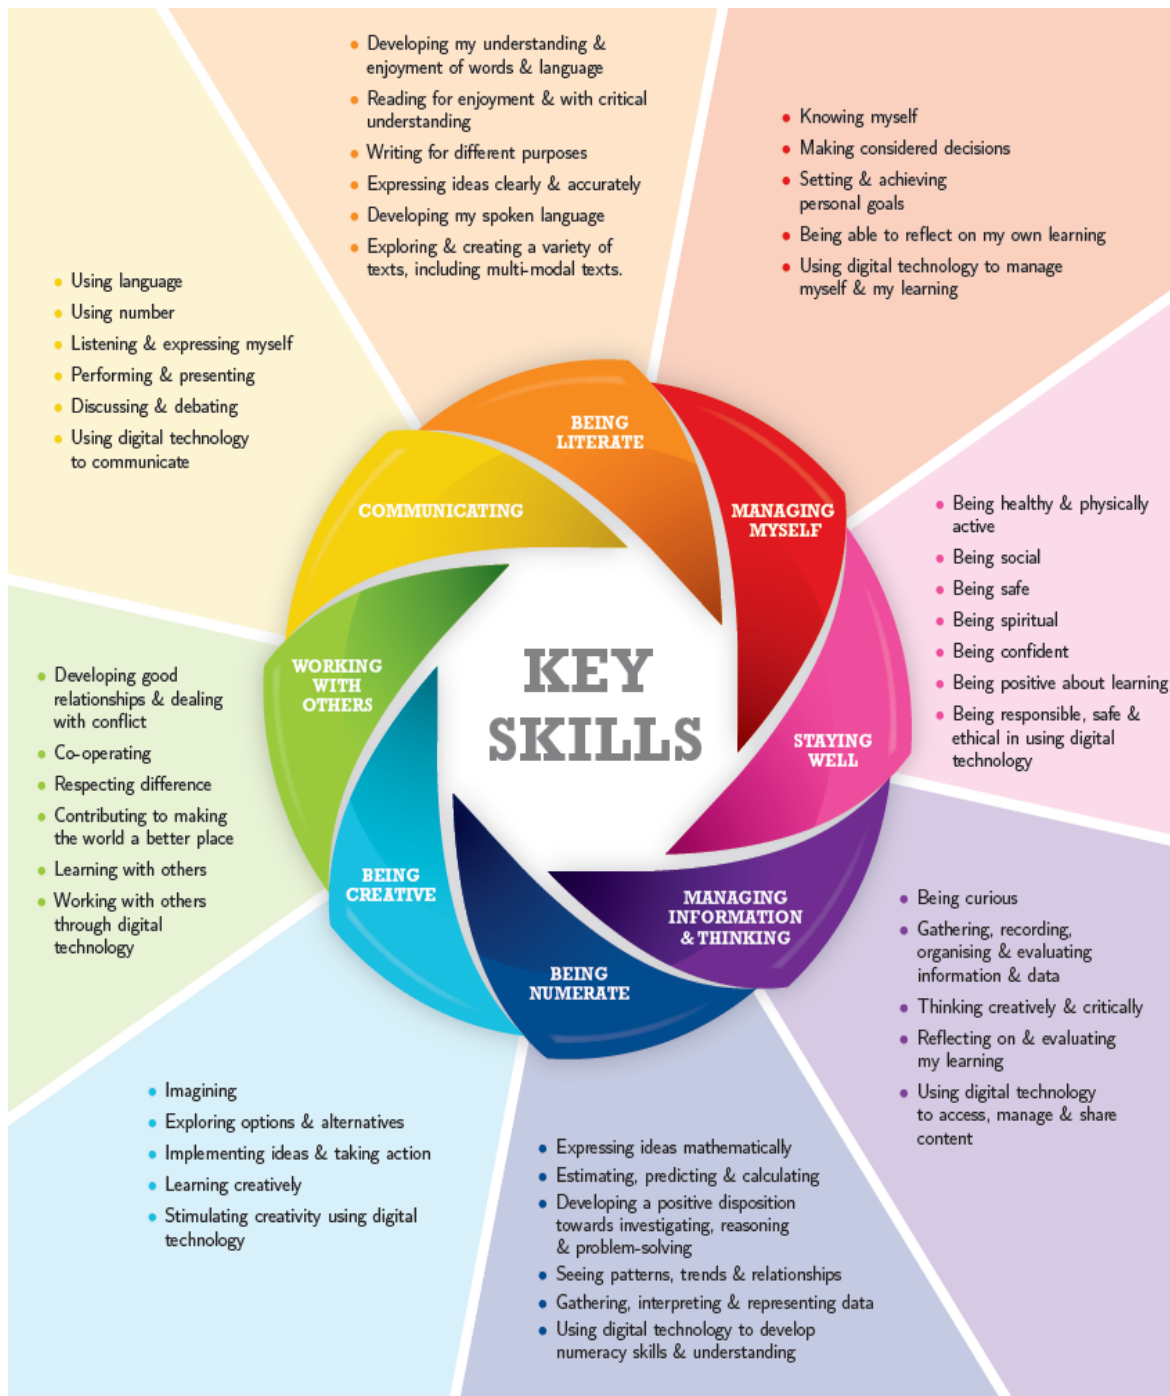 Developing my understanding &
enjoyment of words & language
Reading for enjoyment & with critical
understanding
Writing for different purposes
Expressing ideas clearly & accurately
Developing my spoken language
Exploring & creating a variety of
texts, including multi-modal texts.
Knowing myself
Making considered decisions
Setting & achieving
personal goals
Being able to reflect on my own learning
Using digital technology to manage
myself & my learning
Using language
Using number
Listening & expressing myself
Performing & presenting
Discussing & debating
Using digital technology
to communicate
BEING
LITERATE
COMMUNICATING
MANAGING
MYSELF
Being healthy & physically
active
Being social
Being safe
Being spiritual
Being confident
Being positive about learning
Being responsible, safe &
ethical in using digital
technology
WORKING
WITH
OTHERS
KEY
SKILLS
STAYING
WELL
Developing good
relationships & dealing
with conflict
Co-operating
Respecting difference
Contributing to making
the world a better place
Learning with others
Working with others
through digital
technology
BEING
CREATIVE
MANAGING
INFORMATION
& THINKING
BEING
NUMERATE
Being curious
Gathering, recording,
organising & evaluating
information & data
Thinking creatively & critically
Reflecting on & evaluating
my learning
Using digital technology
to access, manage & share
content
Imagining
Exploring options & alternatives
Implementing ideas & taking action
Learning creatively
Stimulating creativity using digital
technology
Expressing ideas mathematically
Estimating, predicting & calculating
Developing a positive disposition
towards investigating, reasoning
& problem-solving
Seeing patterns, trends & relationships
Gathering, interpreting & representing data
Using digital technology to develop
numeracy skills & understanding